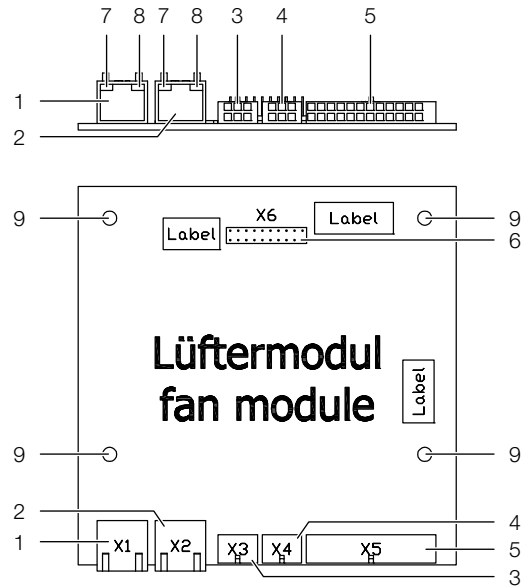 7 8 7 8 3 4 5
1
2
9 X6 Label 9
Label 6
Lüftermodul
fan module
Label
9 9
2
1 X1 X2 X3 X4 X5 4
5
3